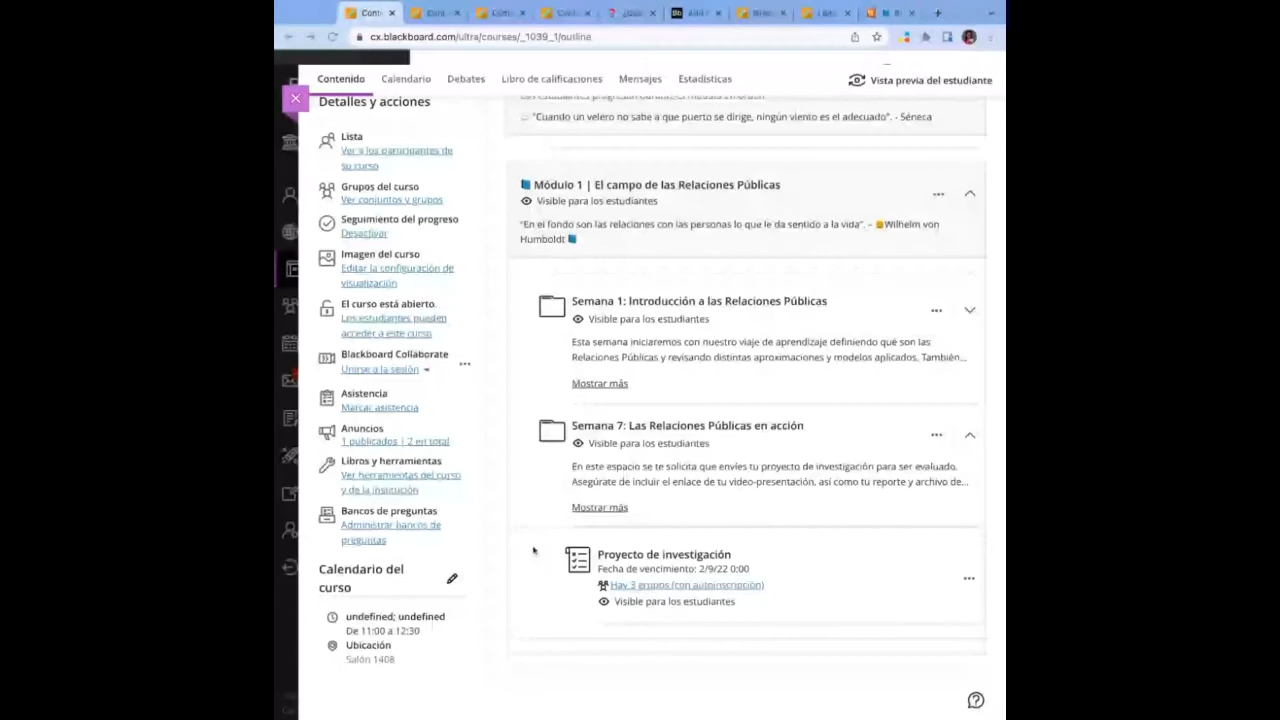 cx.blackboard.com/ultra/courses/_1039_1/outline
Contenido
Calendario
Debates
Libro de calificaciones
Mensajes
Estadísticas
Vista previa del estudiante
Detalles y acciones
Lista
Ver a los participantes de
su curso
Grupos del curso
Ver conjuntos y grupos
Seguimiento del progreso
Desactivar
Imagen del curso
Editar la configuración de
visualización
El curso está abierto.
Los estudiantes pueden
acceder a este curso
Blackboard Collaborate
Unirse a la sesión
Asistencia
Marcar asistencia
Anuncios
1 publicados | 2 en total
Libros y herramientas
Ver herramientas del curso
y de la institución
Bancos de preguntas
Administrar bancos de
preguntas
Calendario del
curso
undefined; undefined
De 11:00 a 12:30
Ubicación
Salón 1408
... "Cuando un velero no sabe a que puerto se dirige, ningún viento es el adecuado". - Séneca
Módulo 1 | El campo de las Relaciones Públicas
Visible para los estudiantes
"En el fondo son las relaciones con las personas lo que le da sentido a la vida". - Wilhelm von
Humboldt
Semana 1: Introducción a las Relaciones Públicas
Visible para los estudiantes
Esta semana iniciaremos con nuestro viaje de aprendizaje definiendo qué son las
Relaciones Públicas y revisando distintas aproximaciones y modelos aplicados. También...
Mostrar más
Semana 7: Las Relaciones Públicas en acción
Visible para los estudiantes
En este espacio se te solicita que envíes tu proyecto de investigación para ser evaluado.
Asegúrate de incluir el enlace de tu video-presentación, así como tu reporte y archivo de...
Mostrar más
Proyecto de investigación
Fecha de vencimiento: 2/9/22 0:00
Hay 3 grupos (con autoinscripción)
Visible para los estudiantes